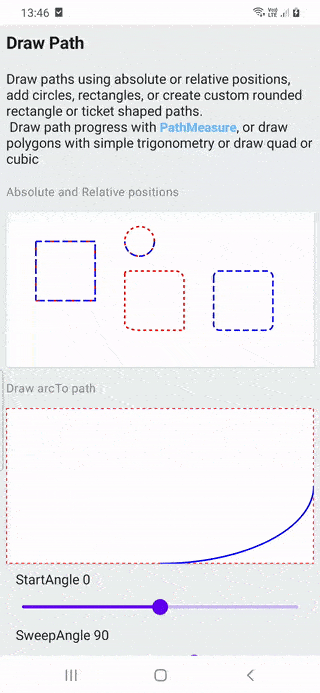 13:46
Draw Path
Draw paths using absolute or relative positions,
add circles, rectangles, or create custom rounded
rectangle or ticket shaped paths.
Draw path progress with PathMeasure, or draw
polygons with simple trigonometry or draw quad or
cubic
Absolute and Relative positions
Draw arcTo path
StartAngle 0
SweepAngle 90